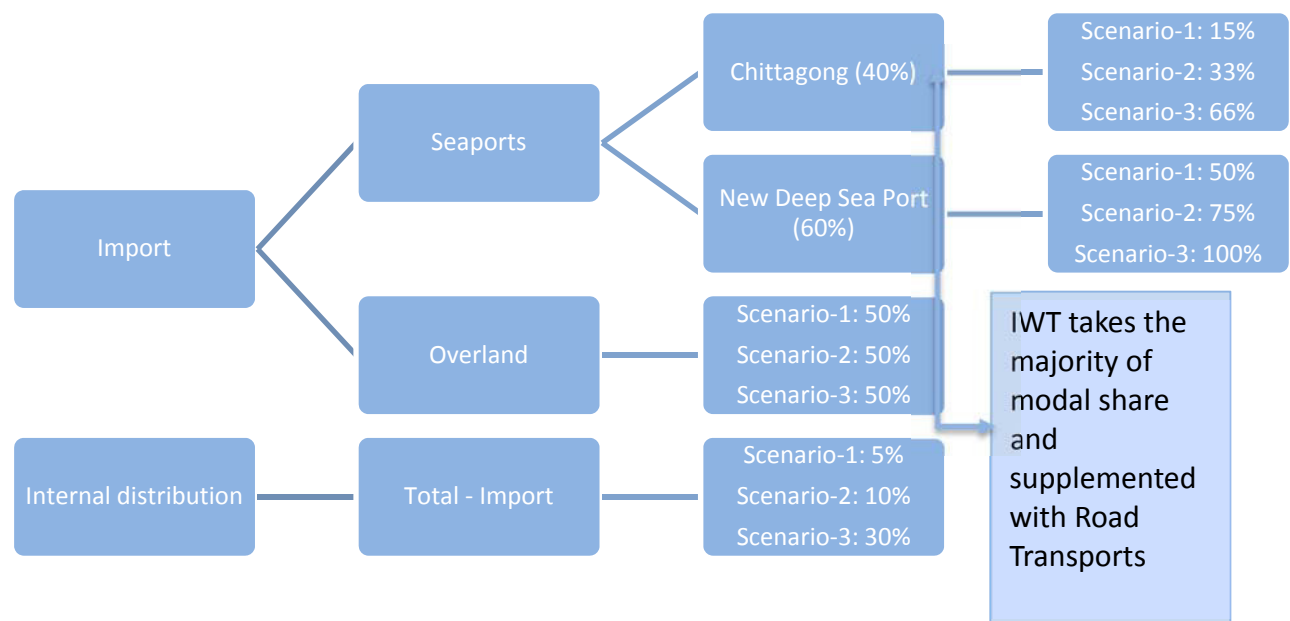 Import
Seaports
Chittagong (40%)
Scenario-1: 15%
Scenario-2: 33%
Scenario-3: 66%
New Deep Sea Port
(60%)
Scenario-1: 50%
Scenario-2: 75%
Scenario-3: 100%
Overland
Scenario-1: 50%
Scenario-2: 50%
Scenario-3: 50%
Internal distribution
Total - Import
Scenario-1: 5%
Scenario-2: 10%
Scenario-3: 30%
IWT takes the
majority of
modal share
and
supplemented
with Road
Transports